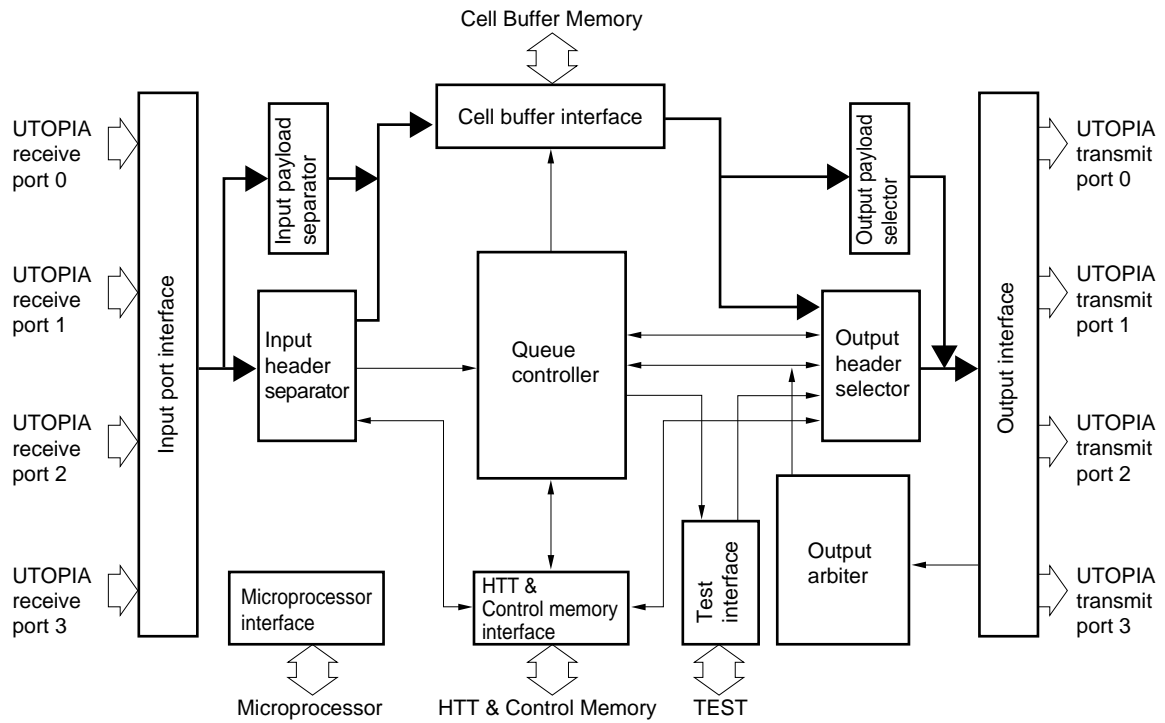 Cell Buffer Memory
UTOPIA
receive
port 0
UTOPIA
receive
port 1
UTOPIA
receive
port 2
UTOPIA
receive
port 3
Input port interface
Input payload
separator
Input
header
separator
Cell buffer interface
Queue
controller
Microprocessor
interface
HTT &
Control memory
interface
Test
interface
Output payload
selector
Output
header
selector
Output
arbiter
Output interface
UTOPIA
transmit
port 0
UTOPIA
transmit
port 1
UTOPIA
transmit
port 2
UTOPIA
transmit
port 3
Microprocessor
HTT & Control Memory
TEST